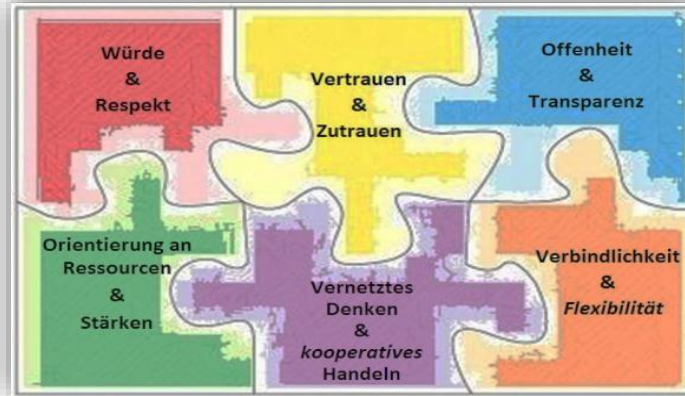 Würde
&
Respekt
Vertrauen
&
Zutrauen
Offenheit
&
Transparenz
Orientierung an
Ressourcen
&
Stärken
Vernetztes
Denken
&
kooperatives
Handeln
Verbindlichkeit
&
Flexibilität